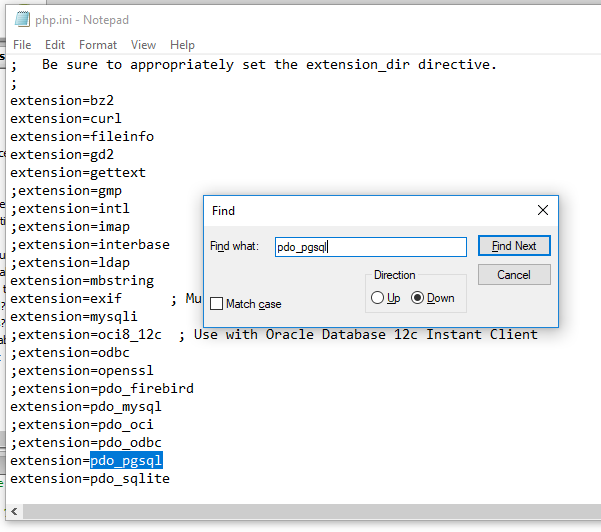 php.ini - Notepad
File Edit Format View Help
;   Be sure to appropriately set the extension_dir directive.
;
extension=bz2
extension=curl
extension=fileinfo
extension=gd2
extension=gettext
;extension=gmp
;extension=intl
;extension=imap
;extension=interbase
;extension=ldap
extension=mbstring
extension=exif      ; Mu
extension=mysqli
;extension=oci8_12c  ; Use with Oracle Database 12c Instant Client
;extension=odbc
;extension=openssl
;extension=pdo_firebird
extension=pdo_mysql
;extension=pdo_oci
;extension=pdo_odbc
extension=pdo_pgsql
extension=pdo_sqlite
Find
Find what: pdo_pgsql
Find Next
Cancel
Direction
Up Down
Match case